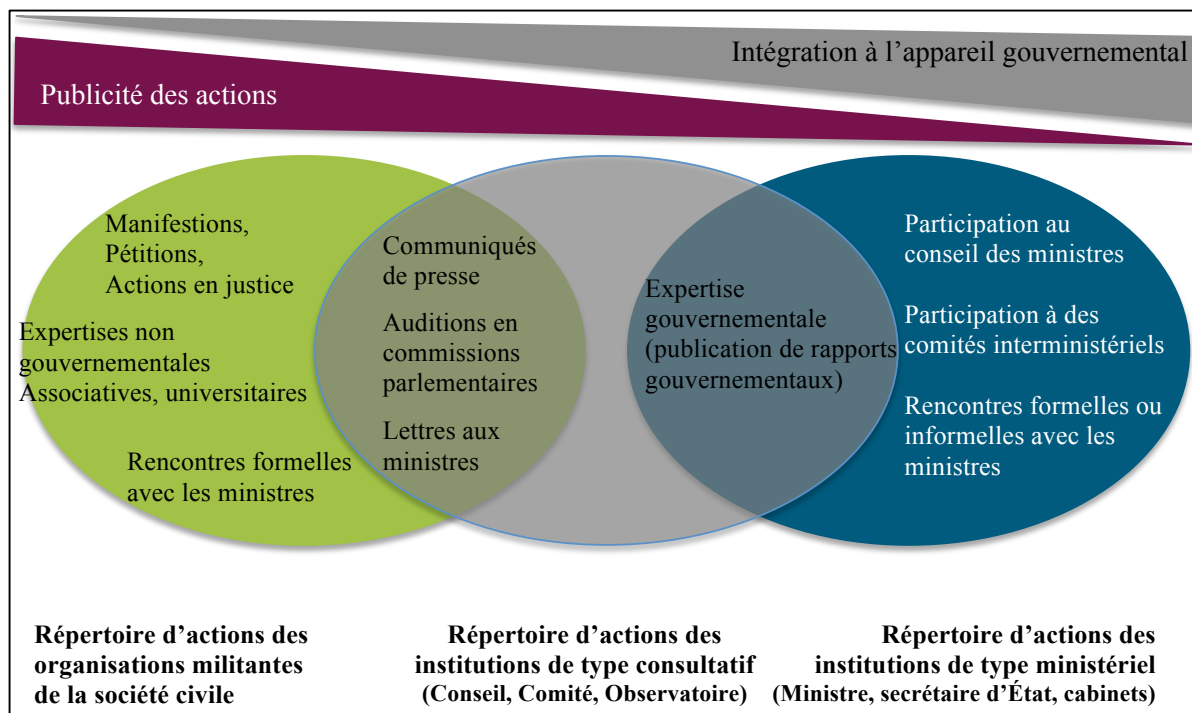 Intégration à l’appareil gouvernemental
Publicité des actions
Manifestions,
Pétitions,
Actions en justice
Expertises non
gouvernementales
Associatives, universitaires
Rencontres formelles
avec les ministres
Communiqués
de presse
Auditions en
commissions
parlementaires
Lettres aux
ministres
Expertise
gouvernementale
(publication de rapports
gouvernementaux)
Participation au
conseil des ministres
Participation à des
comités interministériels
Rencontres formelles ou
informelles avec les
ministres
Répertoire d’actions des
organisations militantes
de la société civile
Répertoire d’actions des
institutions de type consultatif
(Conseil, Comité, Observatoire)
Répertoire d’actions des
institutions de type ministériel
(Ministre, secrétaire d’État, cabinets)